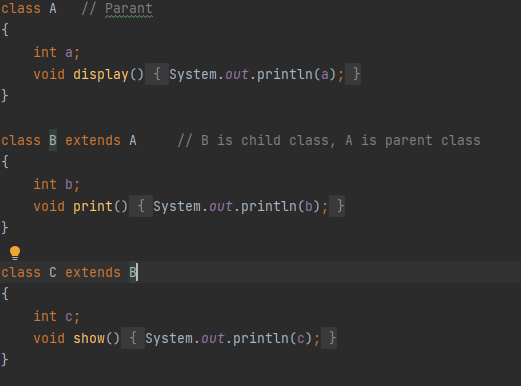 class A   // Parant
{
    int a;
    void display() { System.out.println(a); }
}
class B extends A     // B is child class, A is parent class
{
    int b;
    void print() { System.out.println(b); }
}
class C extends B
{
    int c;
    void show() { System.out.println(c); }
}